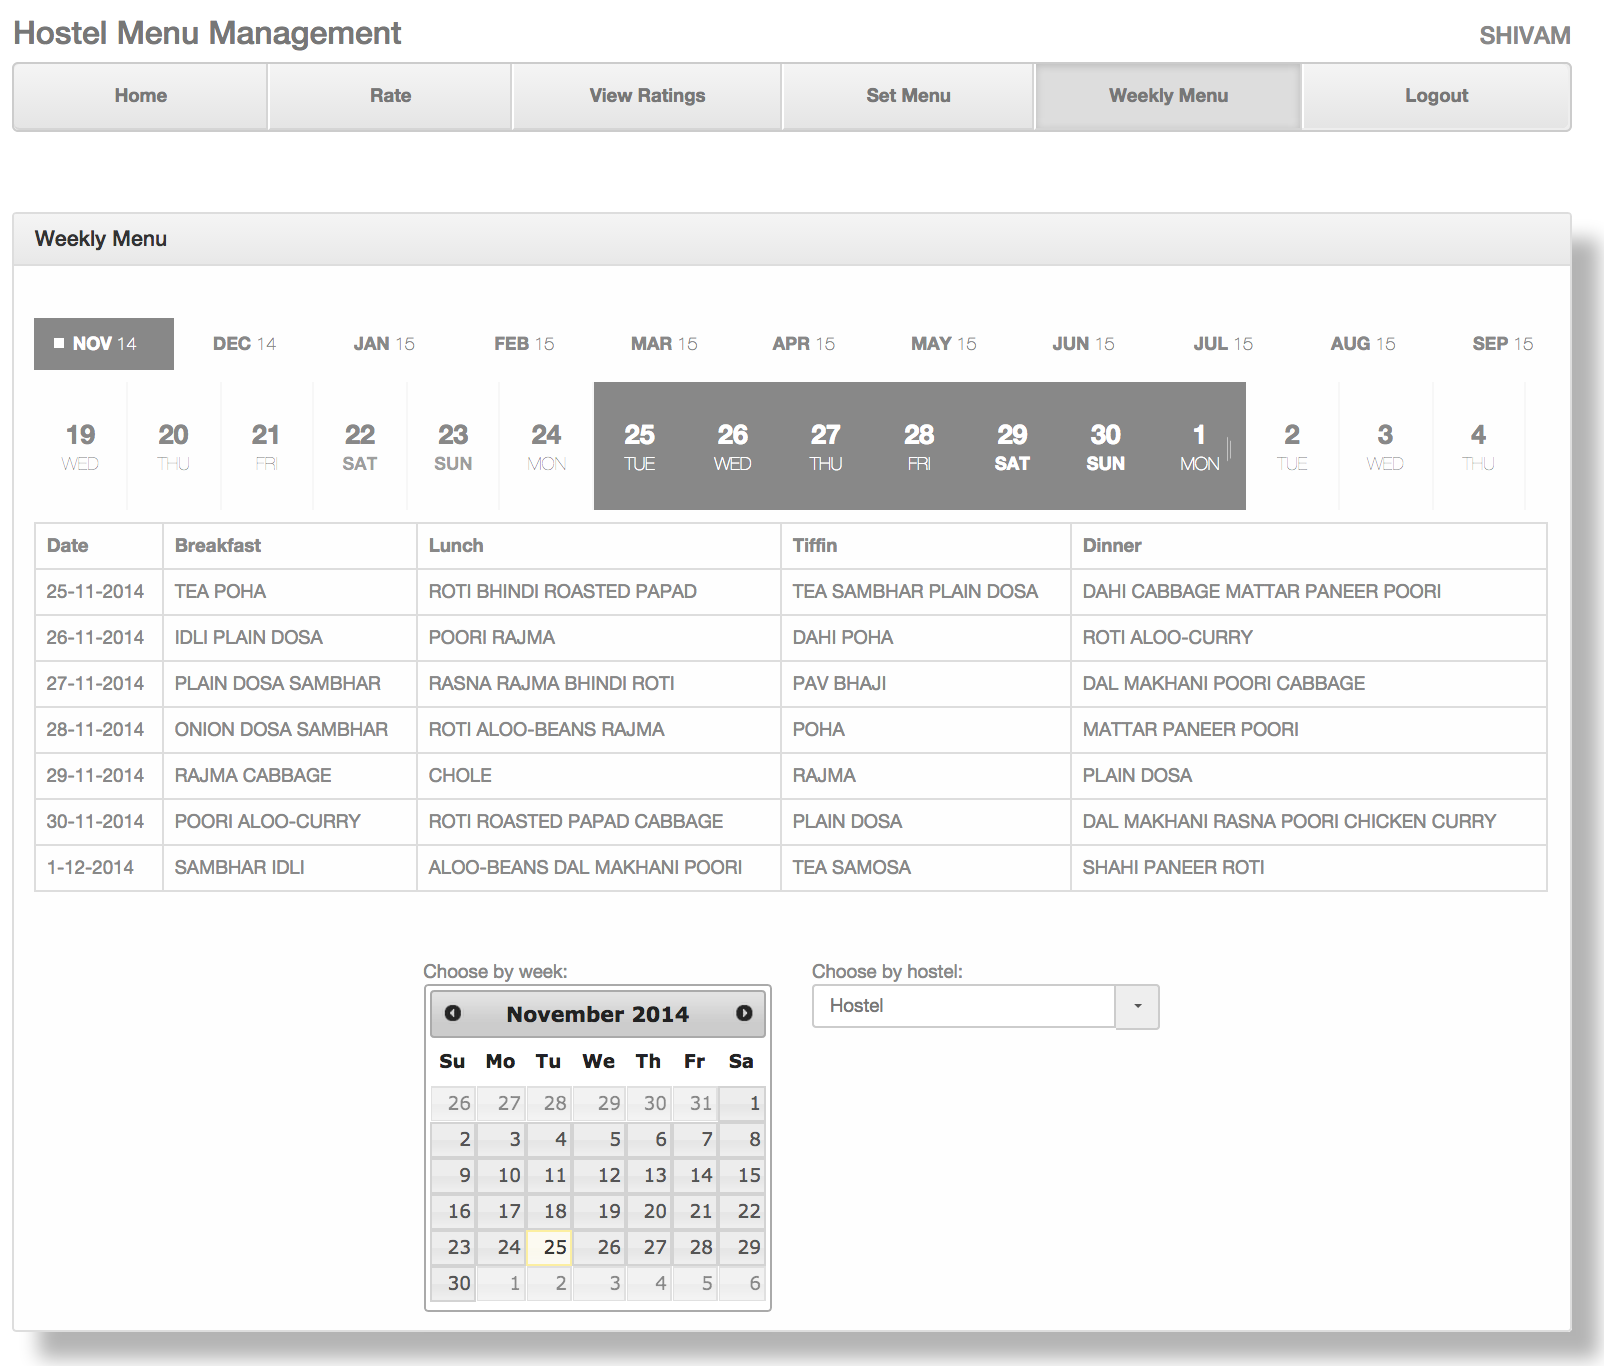 Hostel Menu Management SHIVAM
Home Rate View Ratings Set Menu Weekly Menu Logout
Weekly Menu
NOV 14 DEC 14 JAN 15 FEB 15 MAR 15 APR 15 MAY 15 JUN 15 JUL 15 AUG 15 SEP 15
19 20 21 22 23 24 25 26 27 28 29 30 1 2 3 4
WED THU FRI SAT SUN MON TUE WED THU FRI SAT SUN MON TUE WED THU
Date Breakfast Lunch Tiffin Dinner
25-11-2014 TEA POHA ROTI BHINDI ROASTED PAPAD TEA SAMBHAR PLAIN DOSA DAHI CABBAGE MATTAR PANEER POORI
26-11-2014 IDLI PLAIN DOSA POORI RAJMA DAHI POHA ROTI ALOO-CURRY
27-11-2014 PLAIN DOSA SAMBHAR RASNA RAJMA BHINDI ROTI PAV BHAJI DAL MAKHANI POORI CABBAGE
28-11-2014 ONION DOSA SAMBHAR ROTI ALOO-BEANS RAJMA POHA MATTAR PANEER POORI
29-11-2014 RAJMA CABBAGE CHOLE RAJMA PLAIN DOSA
30-11-2014 POORI ALOO-CURRY ROTI ROASTED PAPAD CABBAGE PLAIN DOSA DAL MAKHANI RASNA POORI CHICKEN CURRY
1-12-2014 SAMBHAR IDLI ALOO-BEANS DAL MAKHANI POORI TEA SAMOSA SHAHI PANEER ROTI
Choose by week: Choose by hostel:
Hostel
November 2014
Su Mo Tu We Th Fr Sa
26 27 28 29 30 31 1
2 3 4 5 6 7 8
9 10 11 12 13 14 15
16 17 18 19 20 21 22
23 24 25 26 27 28 29
30 1 2 3 4 5 6